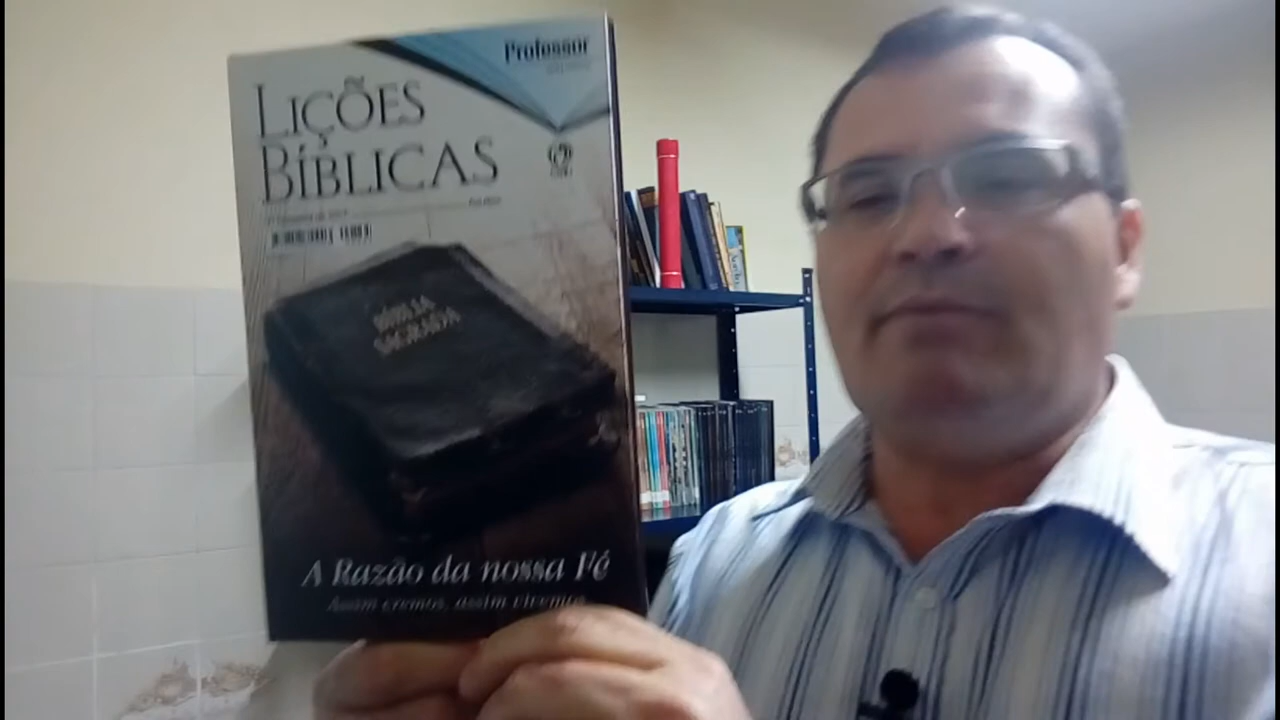 Professor
LIÇÕES
BÍBLICAS
BÍBLIA
SAGRADA
A Razão da nossa Fé
Assim cremos, assim vivemos